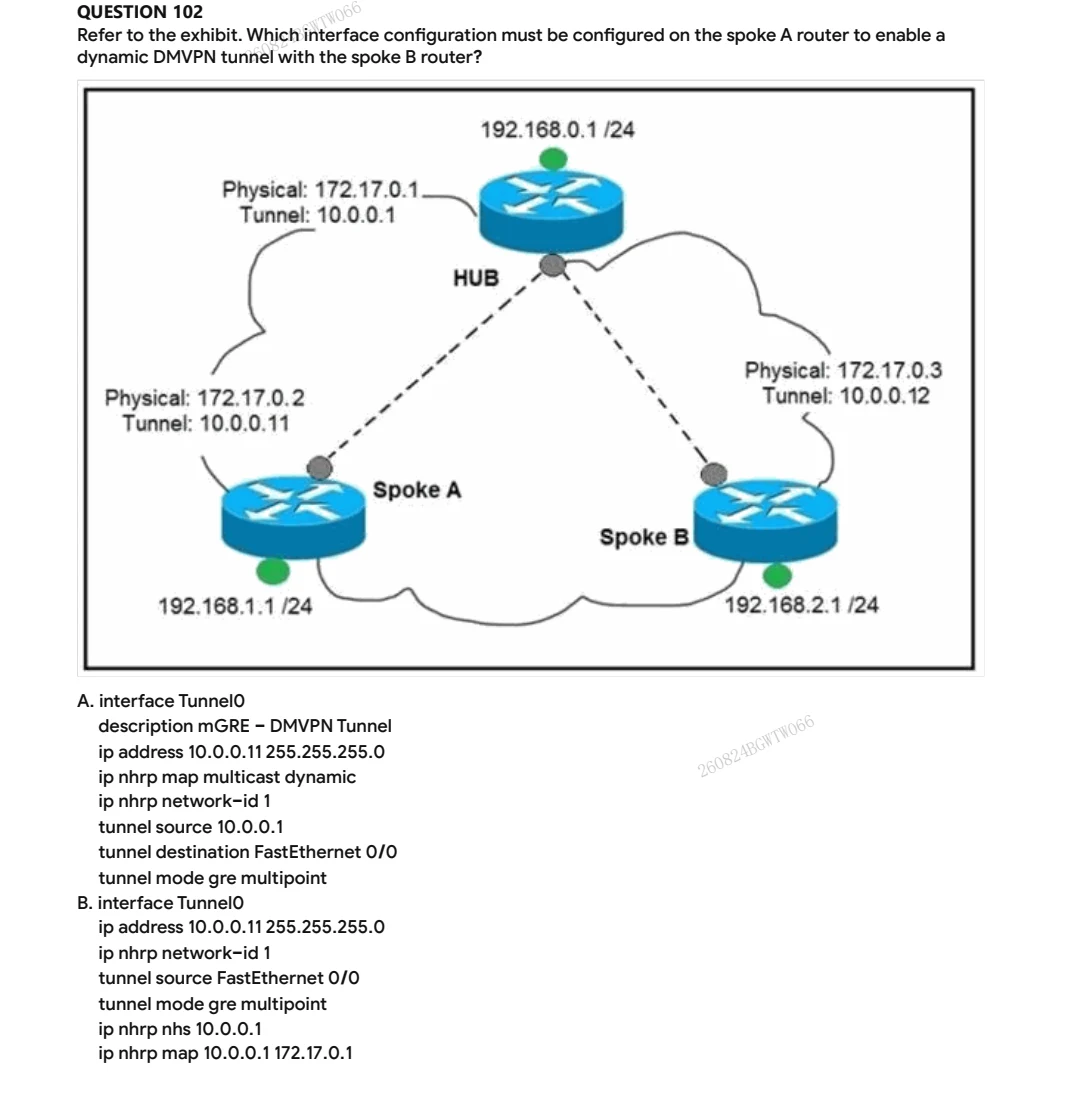 QUESTION 102
Refer to the exhibit. Which interface configuration must be configured on the spoke A router to enable a
dynamic DMVPN tunnel with the spoke B router?
260824BGWTW066
192.168.0.1 /24
Physical: 172.17.0.1
Tunnel: 10.0.0.1
HUB
Physical: 172.17.0.3
Tunnel: 10.0.0.12
Physical: 172.17.0.2
Tunnel: 10.0.0.11
Spoke A
Spoke B
192.168.1.1 /24
192.168.2.1 /24
A. interface Tunnel0
description mGRE – DMVPN Tunnel
ip address 10.0.0.11 255.255.255.0
ip nhrp map multicast dynamic
ip nhrp network-id 1
tunnel source 10.0.0.1
tunnel destination FastEthernet 0/0
tunnel mode gre multipoint
260824BGWTW066
B. interface Tunnel0
ip address 10.0.0.11 255.255.255.0
ip nhrp network-id 1
tunnel source FastEthernet 0/0
tunnel mode gre multipoint
ip nhrp nhs 10.0.0.1
ip nhrp map 10.0.0.1 172.17.0.1